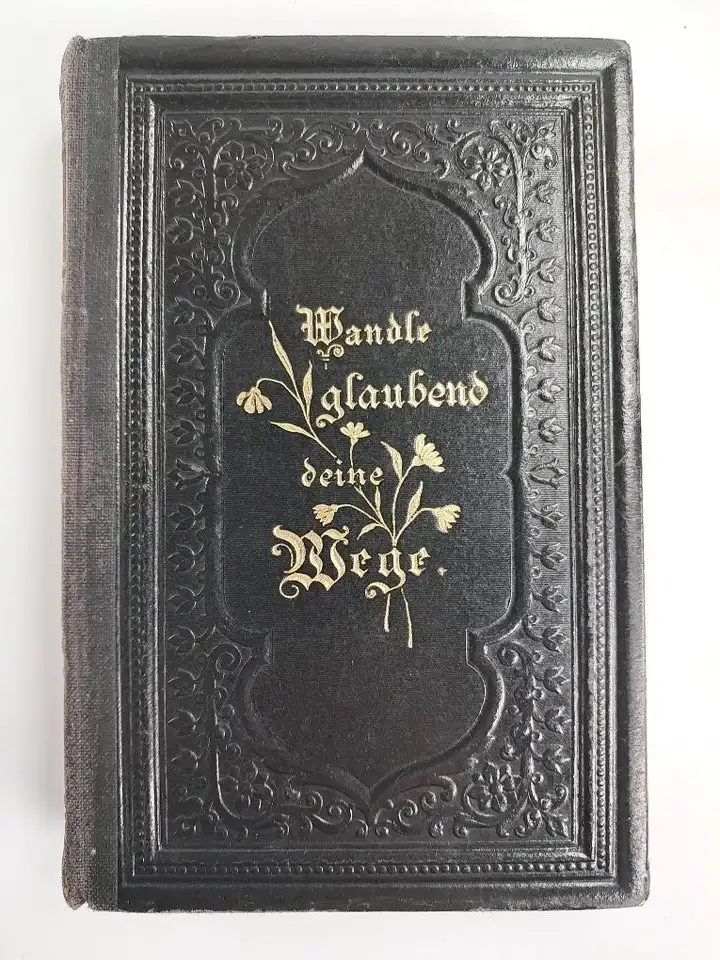 Wandle
glaubend
deine
Wege.